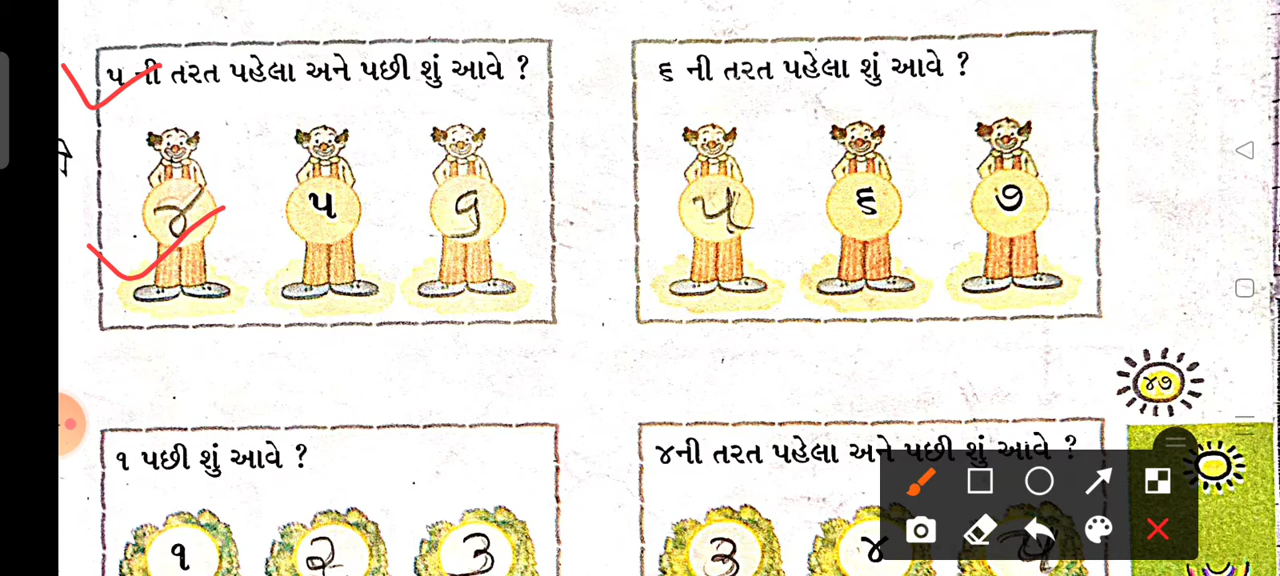 ૫ ની તરત પહેલા અને પછી શું આવે ?
૪ ૫
૬ ની તરત પહેલા શું આવે ?
૫ ૬ ૭
૪૭
૧ પછી શું આવે ?
૧ ૨ ૩
૪ની તરત પહેલા અને પછી શું આવે ?
૩ ૪ ૫